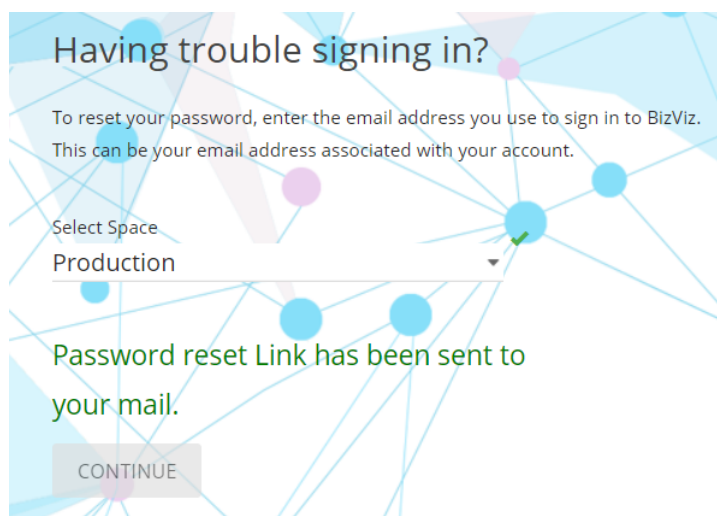 Having trouble signing in?
To reset your password, enter the email address you use to sign in to BizViz.
This can be your email address associated with your account.
Select Space
Production
Password reset Link has been sent to
your mail.
CONTINUE